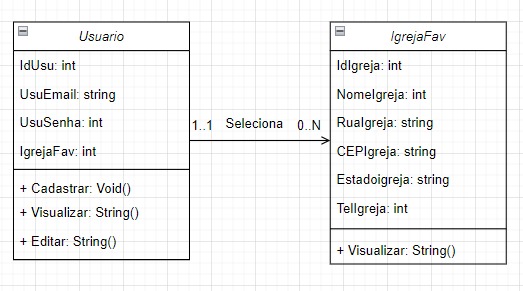 Usuario
IdUsu: int
UsuEmail: string
UsuSenha: int
IgrejaFav: int
+ Cadastrar: Void()
+ Visualizar: String()
+ Editar: String()
1..1 Seleciona 0..N
IgrejaFav
IdIgreja: int
NomeIgreja: int
RuaIgreja: string
CEPIgreja: string
Estadoigreja: string
TelIgreja: int
+ Visualizar: String()